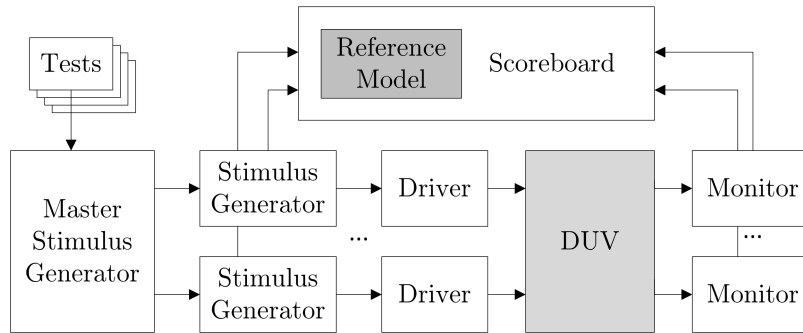 Tests
Reference
Model
Scoreboard
Master
Stimulus
Generator
Stimulus
Generator
Driver
DUV
Monitor
...
...
Stimulus
Generator
Driver
Monitor